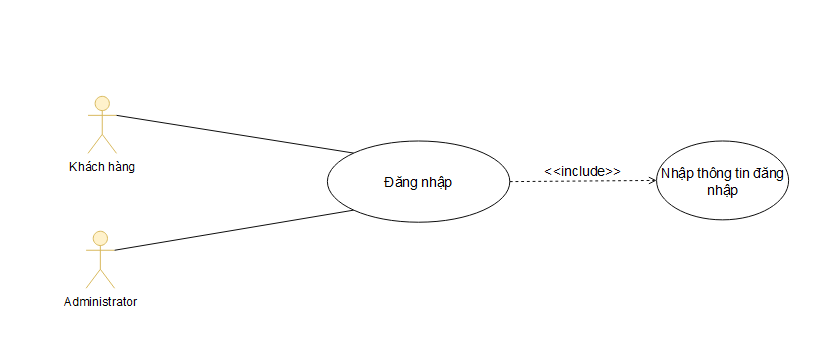 Khách hàng
Đăng nhập
<<include>>
Nhập thông tin đăng
nhập
Administrator